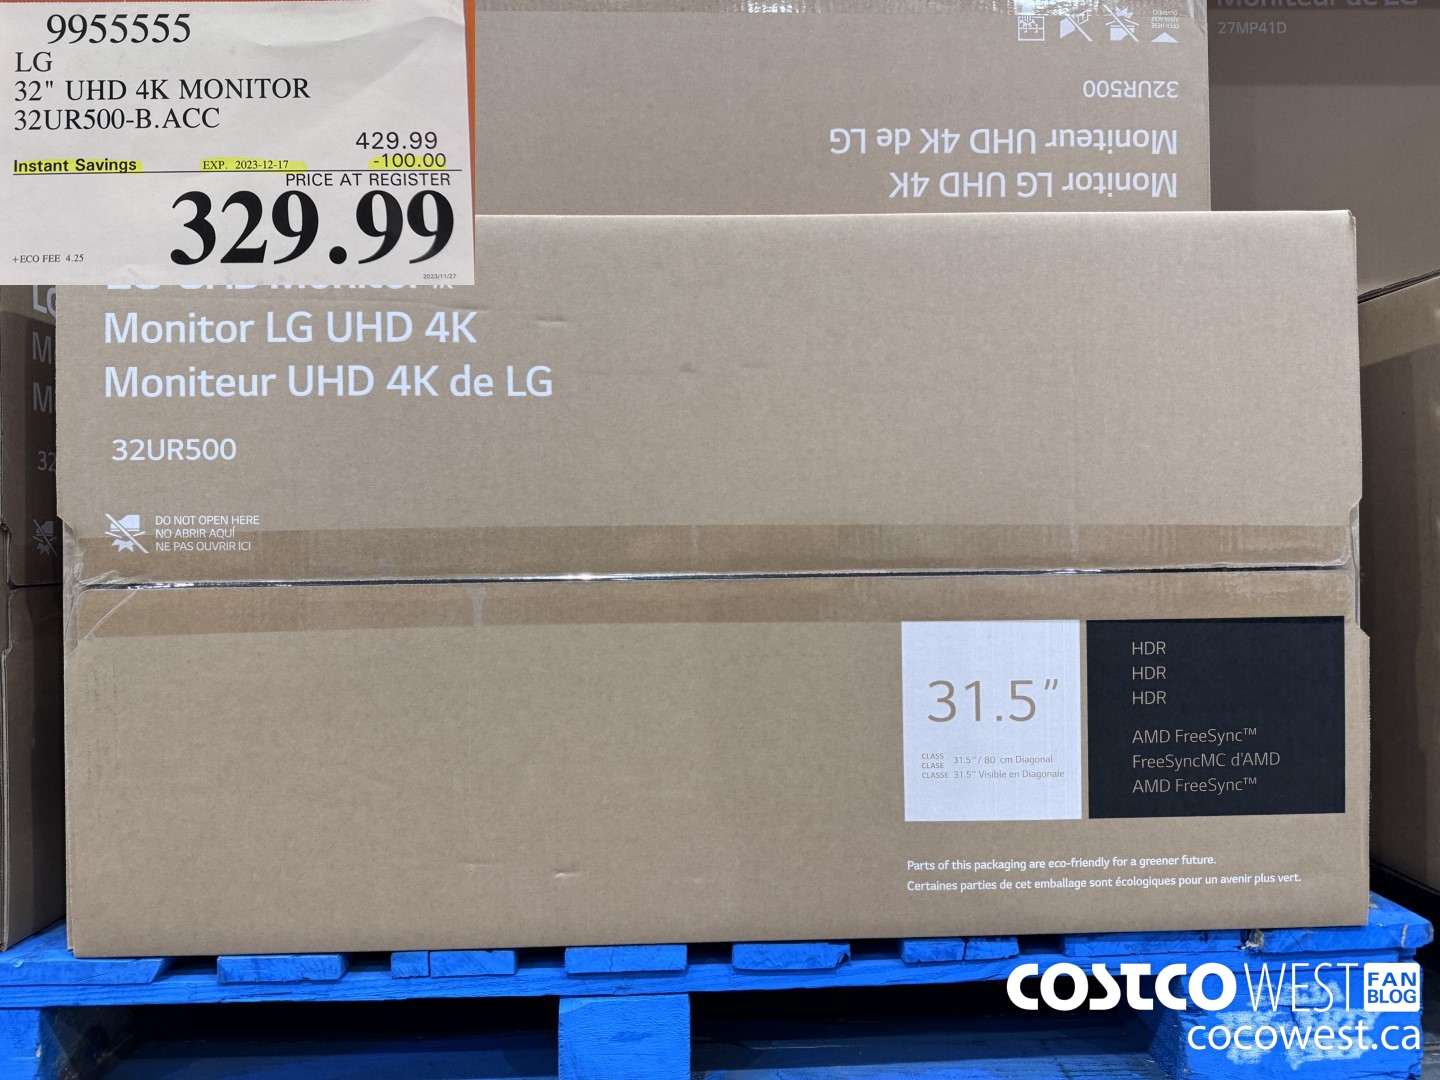 9955555
LG
32" UHD 4K MONITOR
32UR500-B.ACC
429.99
Instant Savings EXP. 2023-12-17 -100.00
PRICE AT REGISTER
329.99
+ECO FEE 4.25
2023/11/27
27MP41D
32UR500
Moniteur UHD 4K de LG
Monitor LG UHD 4K
Monitor LG UHD 4K
Moniteur UHD 4K de LG
32UR500
DO NOT OPEN HERE
NO ABRIR AQUÍ
NE PAS OUVRIR ICI
31.5”
CLASS
CLASE
CLASSE
31.5” / 80 cm Diagonal
31.5” Visible en Diagonale
HDR
HDR
HDR
AMD FreeSync™
FreeSyncMC d'AMD
AMD FreeSync™
Parts of this packaging are eco-friendly for a greener future.
Certaines parties de cet emballage sont écologiques pour un avenir plus vert.
COSTCO WEST FAN BLOG
cocowest.ca